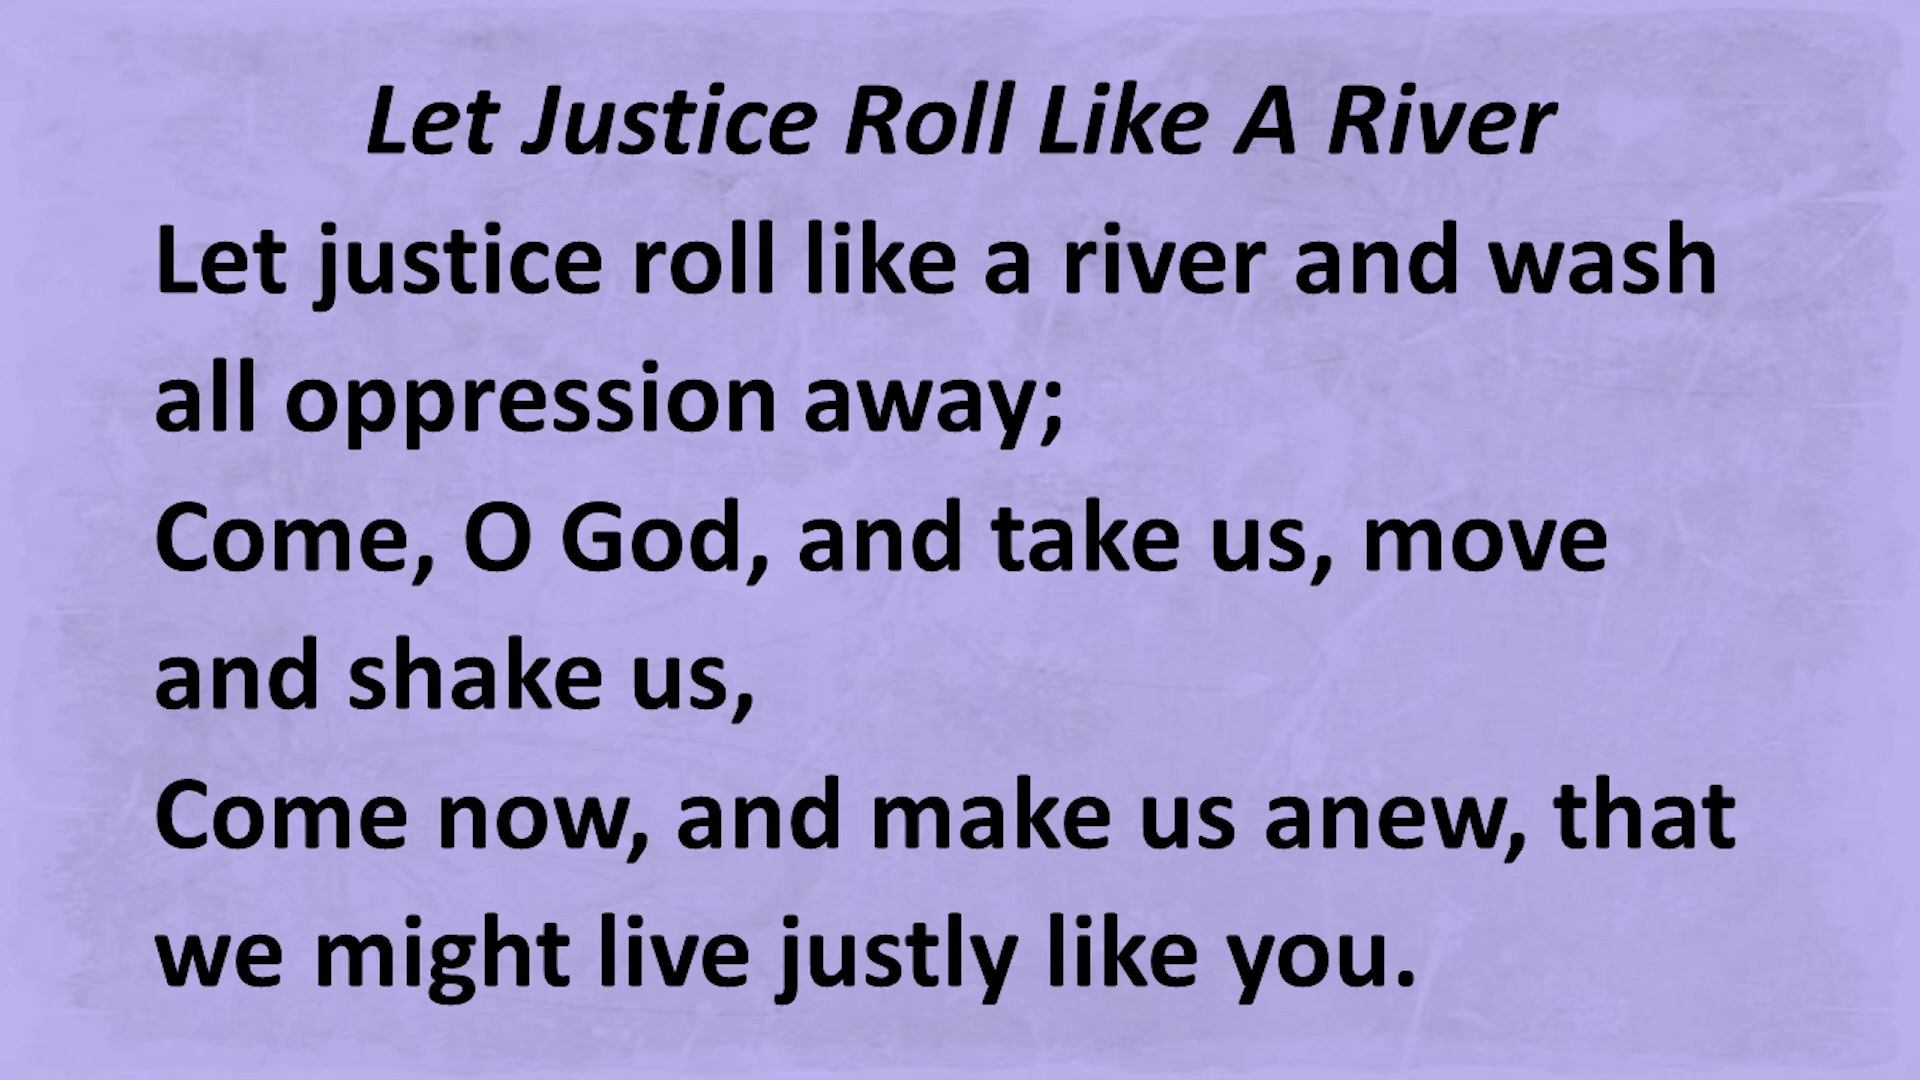 Let Justice Roll Like A River
Let justice roll like a river and wash
all oppression away;
Come, O God, and take us, move
and shake us,
Come now, and make us anew, that
we might live justly like you.